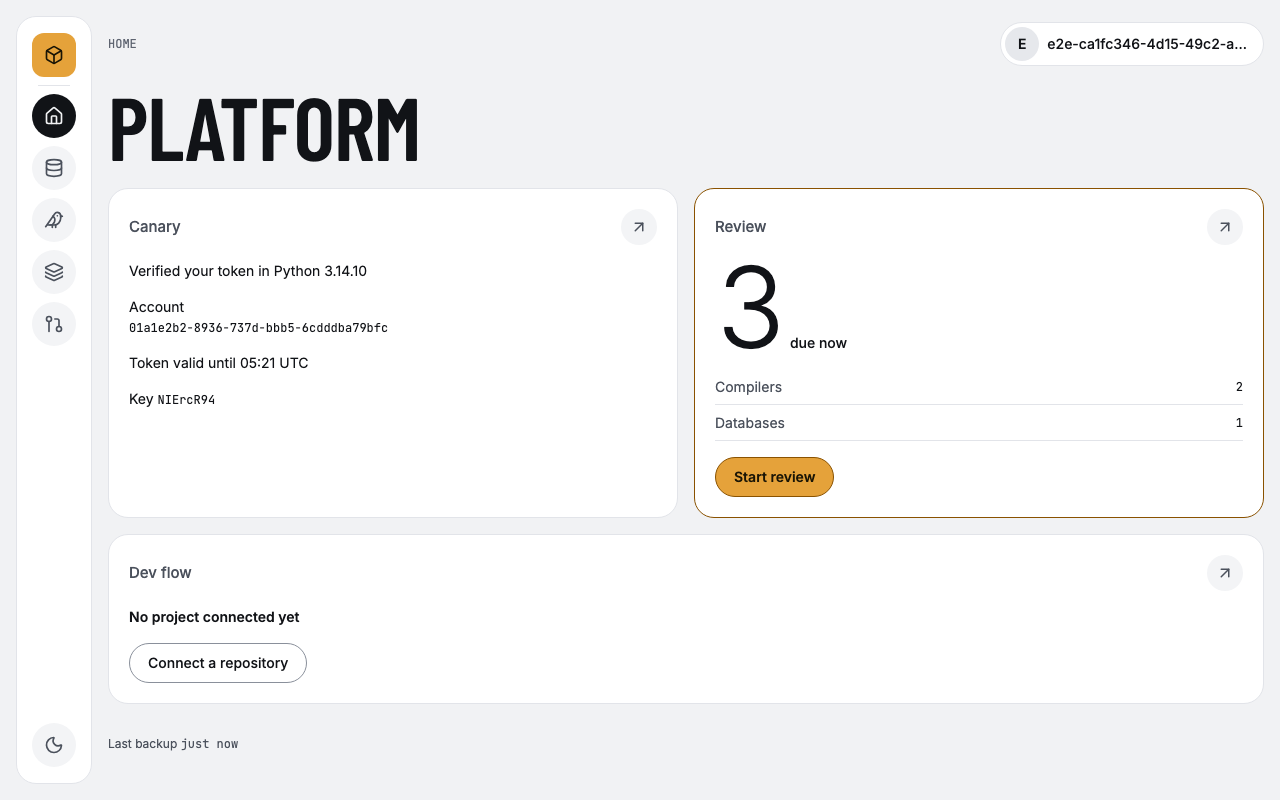 HOME
E
e2e-ca1fc346-4d15-49c2-a...
PLATFORM
Canary
Verified your token in Python 3.14.10
Account
01a1e2b2-8936-737d-bbb5-6cdddba79bfc
Token valid until 05:21 UTC
Key NIErcR94
Review
3 due now
Compilers 2
Databases 1
Start review
Dev flow
No project connected yet
Connect a repository
Last backup just now